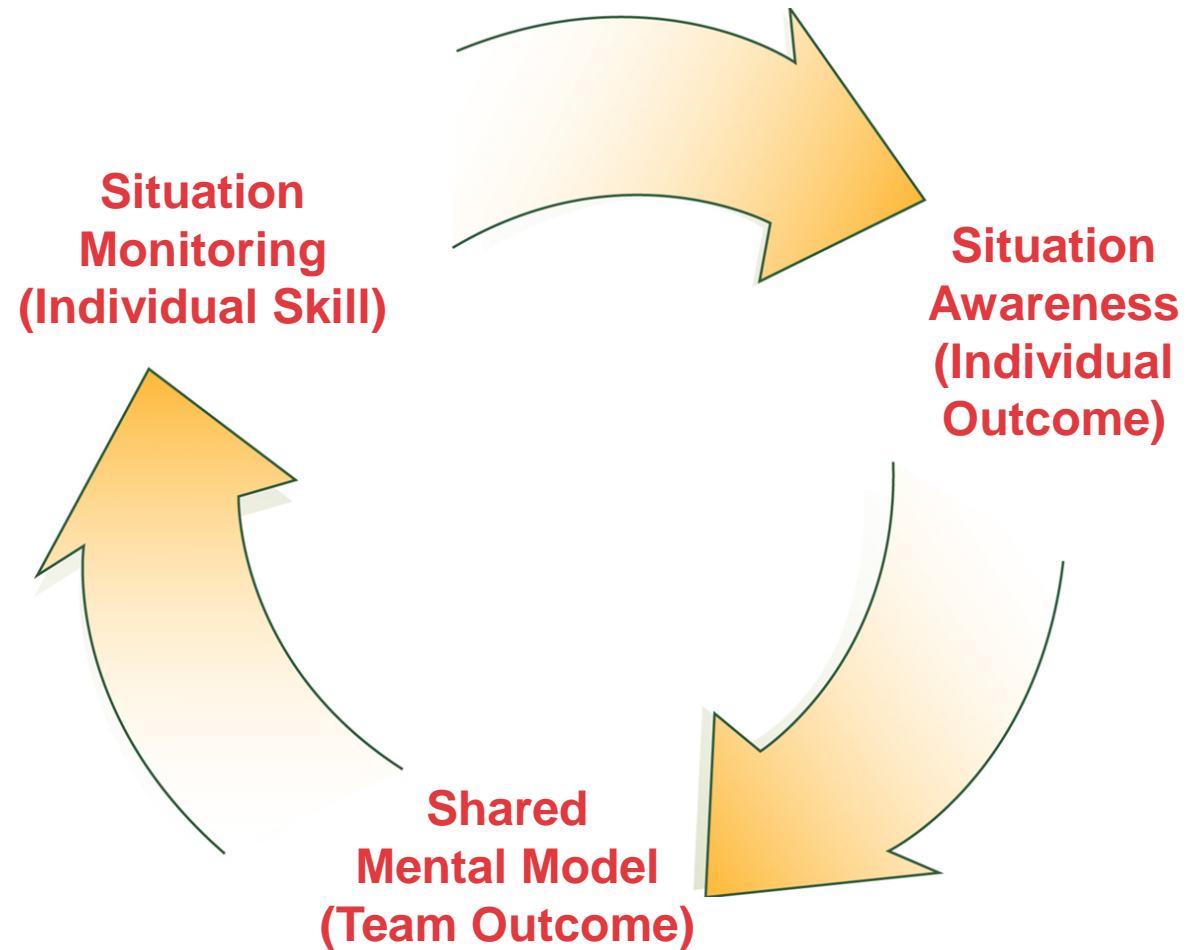 Situation
Monitoring
(Individual Skill)
Situation
Awareness
(Individual
Outcome)
Shared
Mental Model
(Team Outcome)